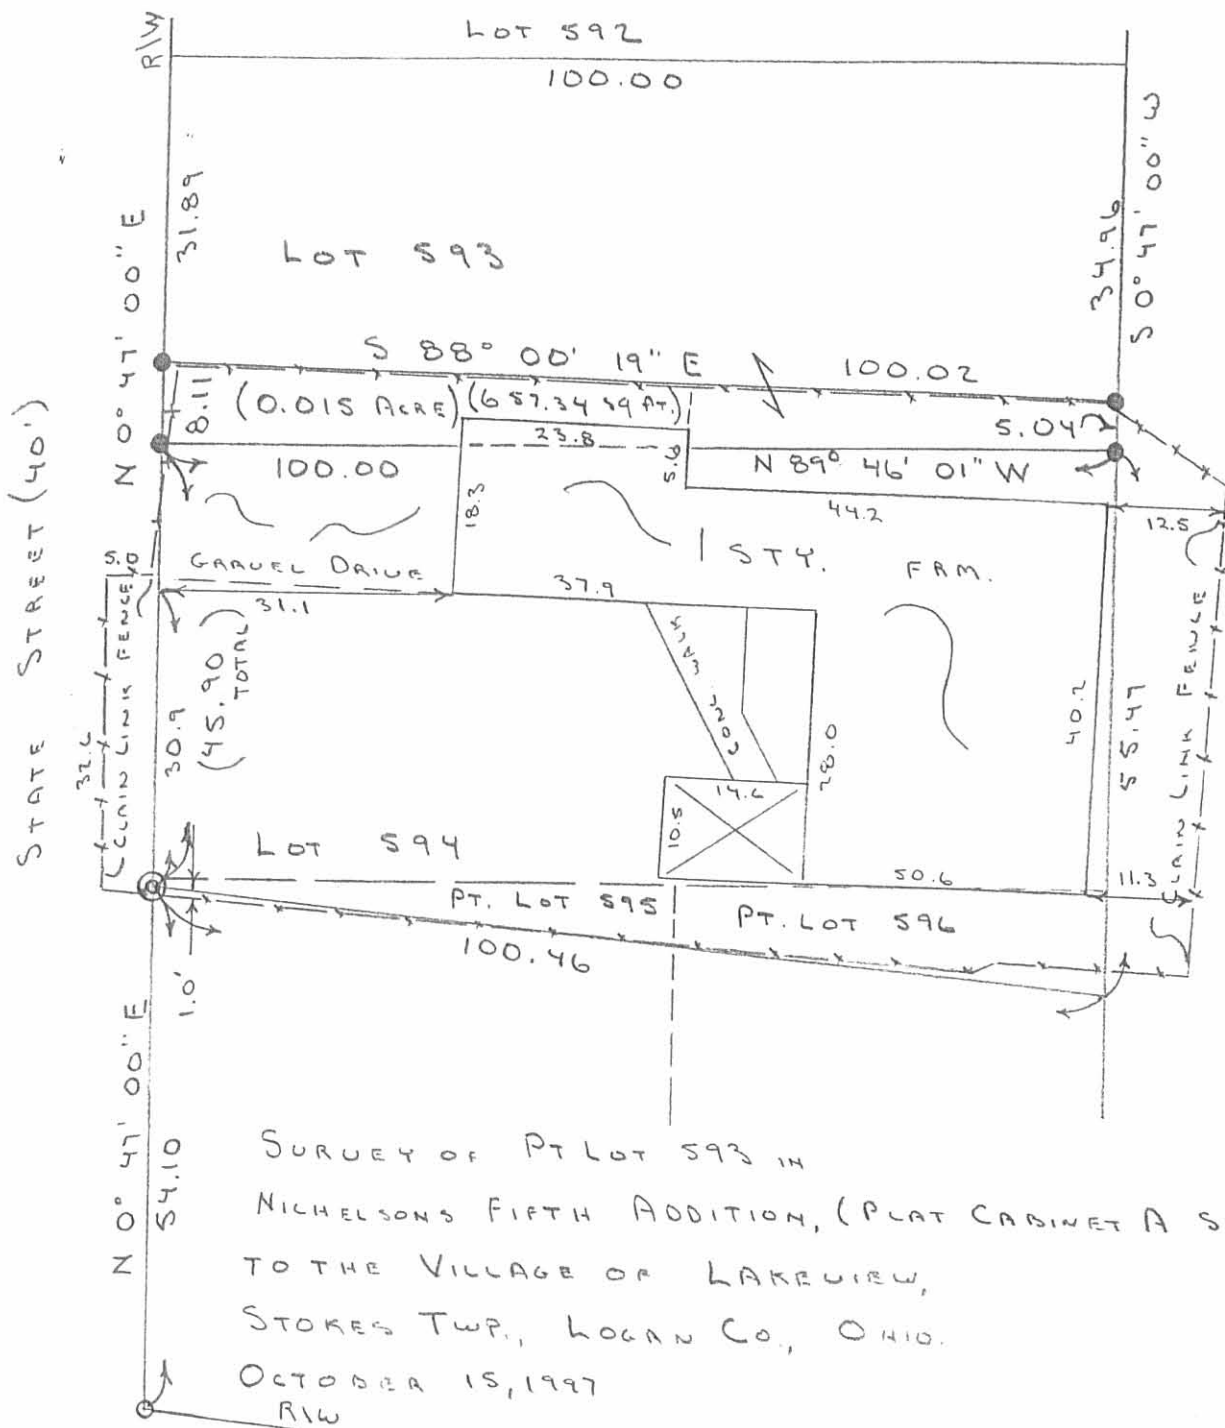 R/W
LOT 592
100.00
N 0° 47' 00" E
31.89
LOT 593
34.96
S 0° 47' 00" W
S 88° 00' 19" E
100.02
8.11
(0.015 ACRE)
(657.34 SQ FT.)
5.04
23.8
5.6
100.00
N 89° 46' 01" W
44.2
12.5
18.3
1 STY.
FRM.
STATE STREET (40')
5.0
GRAVEL DRIVE
31.1
37.9
CONC WALK
32.6
CHAIN LINK FENCE
30.9
(45.90)
TOTAL
28.0
40.2
55.47
CHAIN LINK FENCE
14.6
10.5
LOT 594
50.6
11.3
PT. LOT 595
PT. LOT 596
100.46
1.0'
N 0° 47' 00" E
54.10
SURVEY OF PT LOT 593 IN
NICHELSONS FIFTH ADDITION, (PLAT CABINET A S
TO THE VILLAGE OF LAKEVIEW,
STOKES TWP., LOGAN CO., OHIO.
OCTOBER 15, 1997
R/W